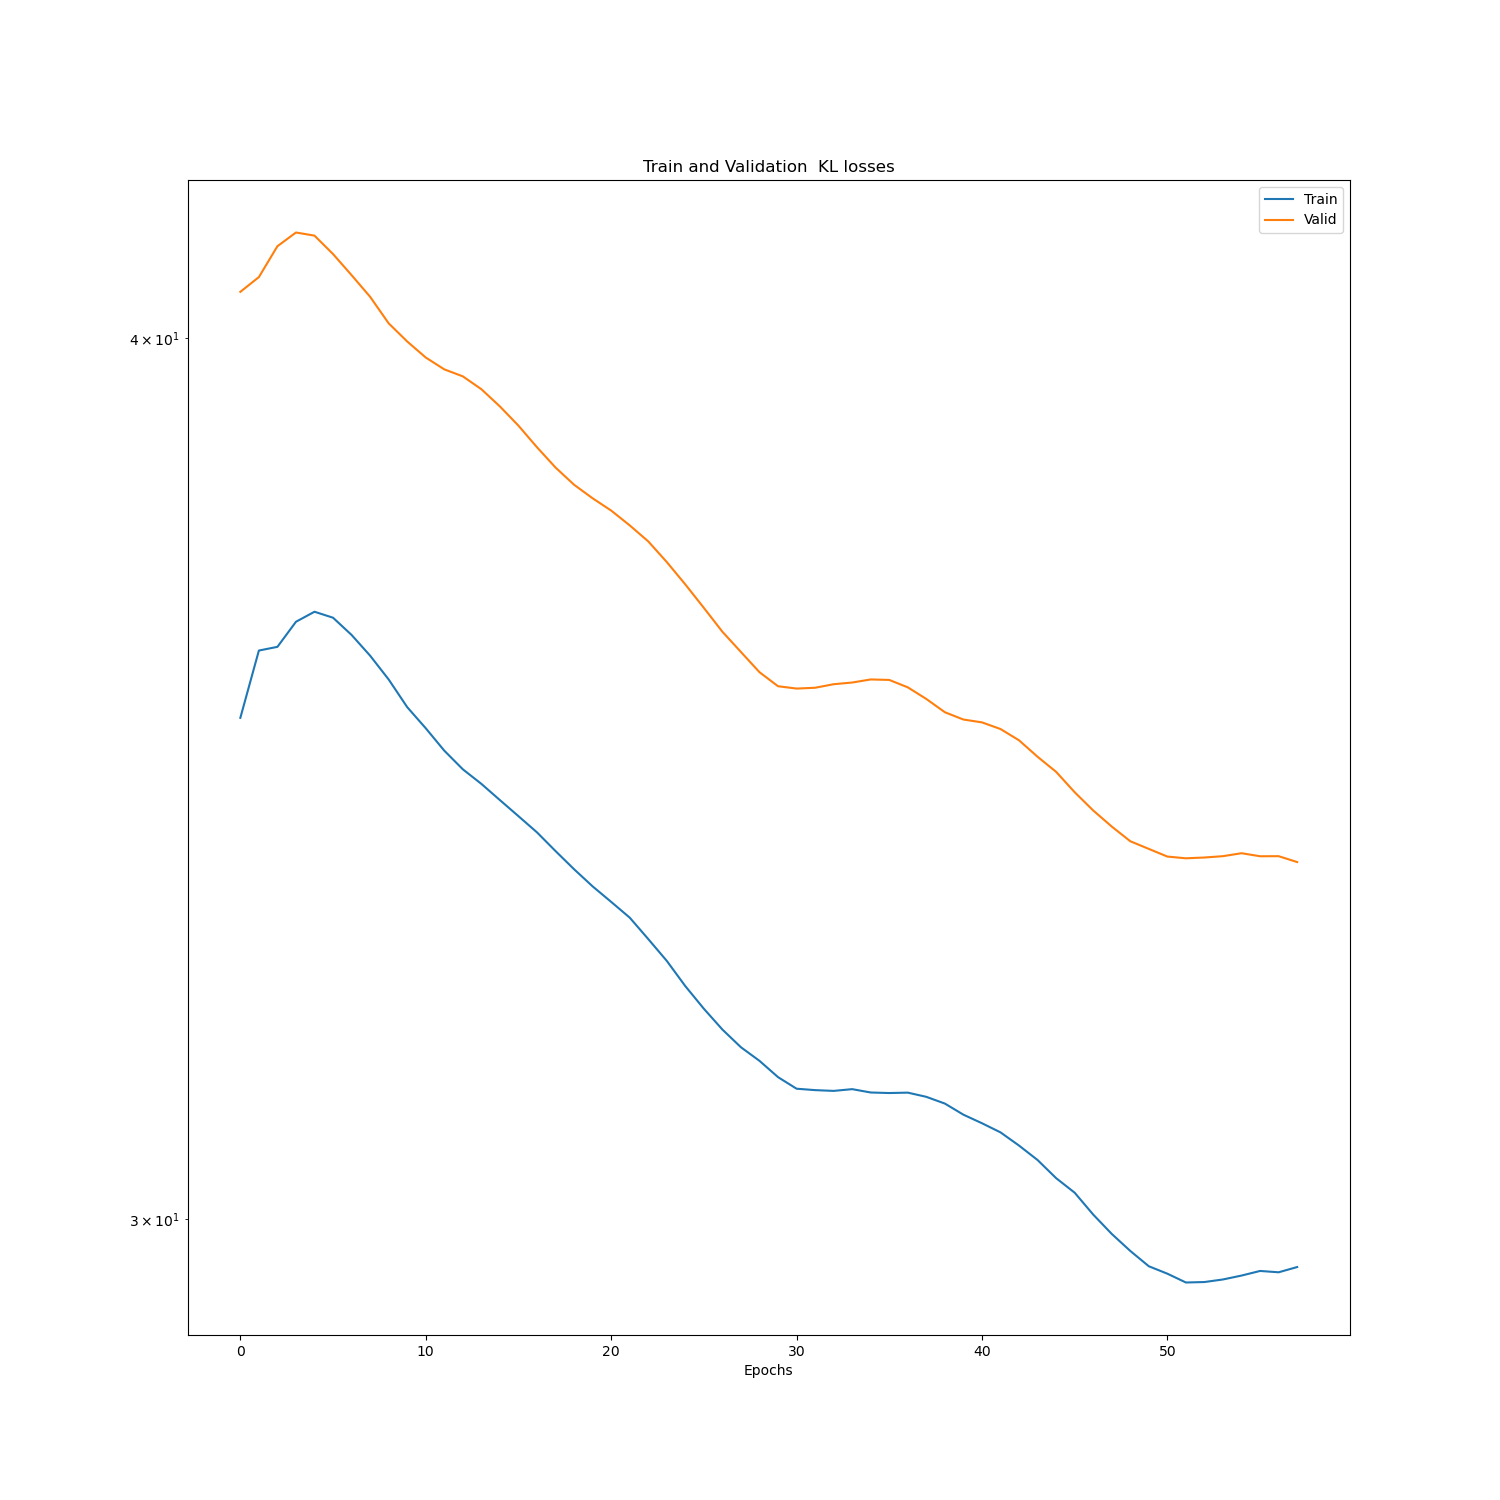 Train and Validation  KL losses
Train
Valid
4 × 10¹
3 × 10¹
0 10 20 30 40 50
Epochs